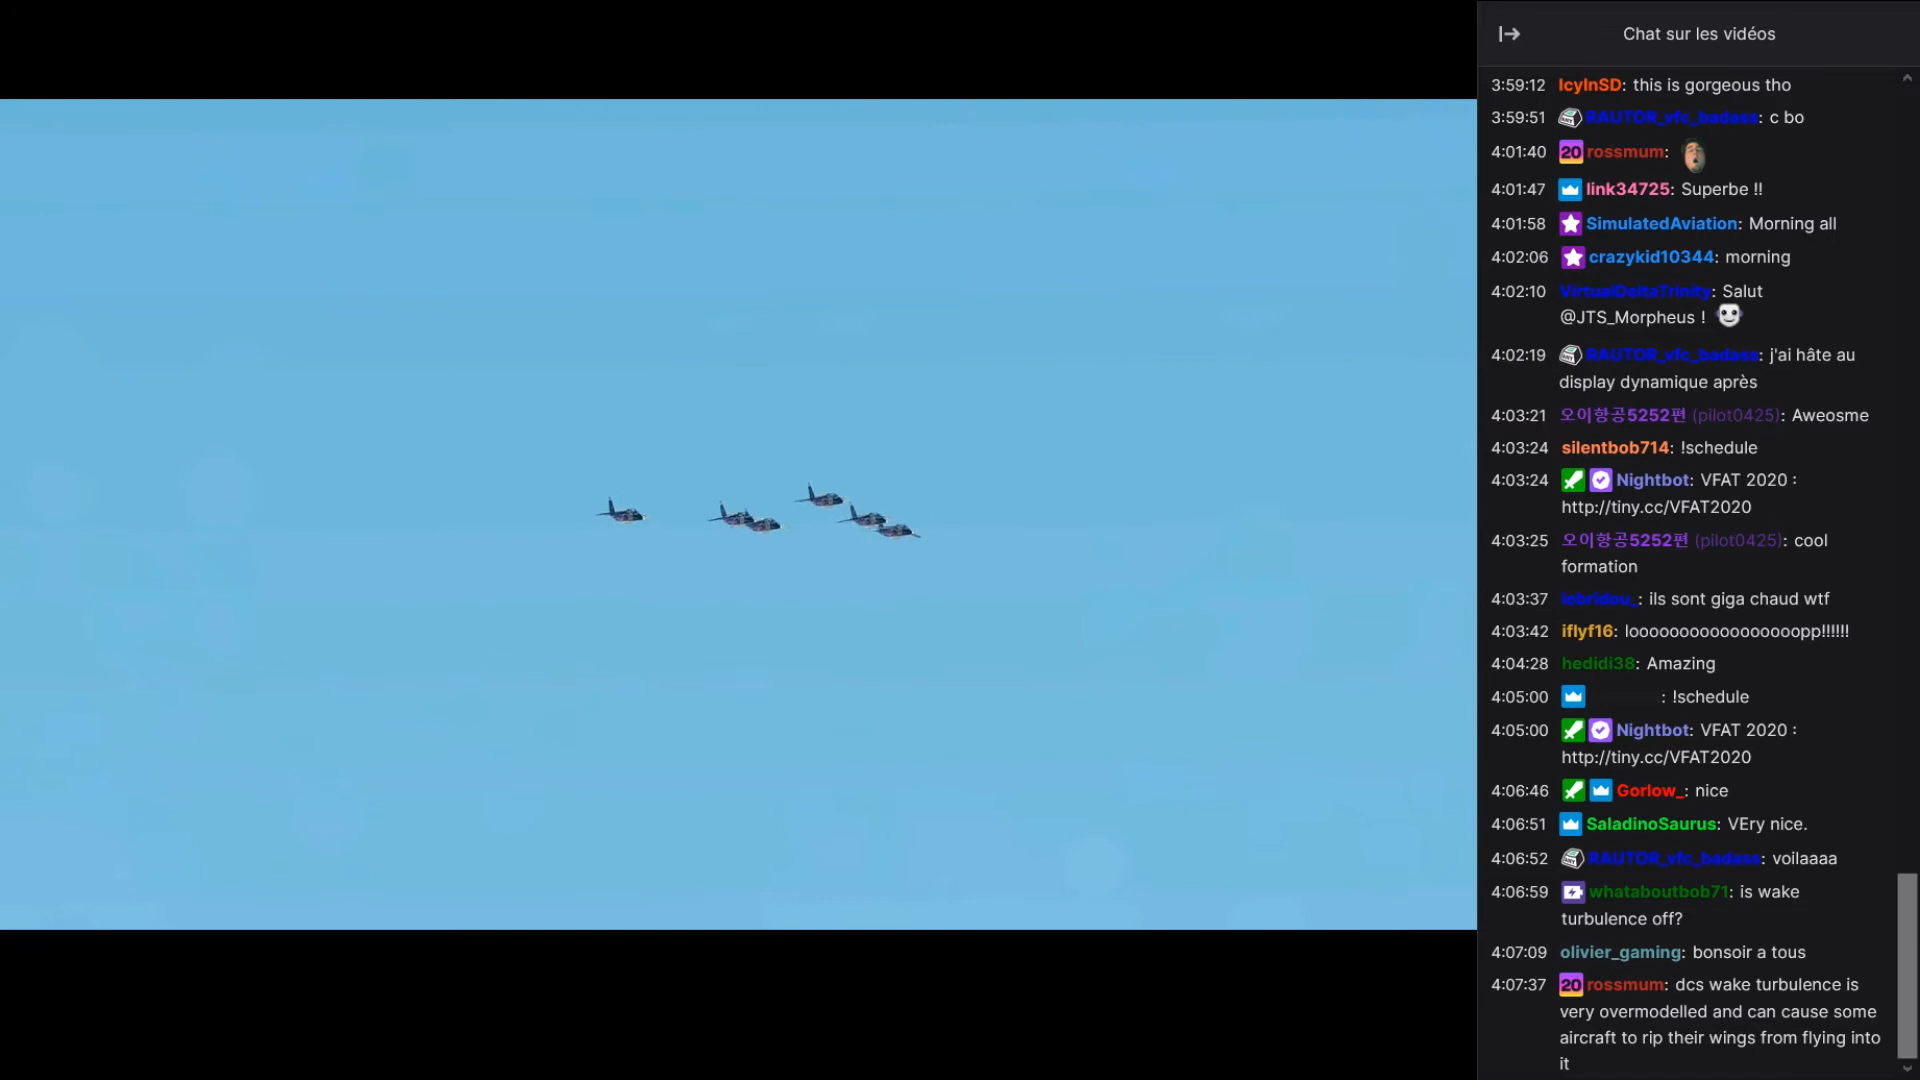 Chat sur les vidéos
3:59:12 IcyInSD: this is gorgeous tho
3:59:51 RAUTOR_vfc_badass: c bo
4:01:40 20 rossmum:
4:01:47 link34725: Superbe !!
4:01:58 SimulatedAviation: Morning all
4:02:06 crazykid10344: morning
4:02:10 VirtualDeltaTrinity: Salut
@JTS_Morpheus !
4:02:19 RAUTOR_vfc_badass: j'ai hâte au
display dynamique après
4:03:21 오이항공5252편 (pilot0425): Aweosme
4:03:24 silentbob714: !schedule
4:03:24 Nightbot: VFAT 2020 :
http://tiny.cc/VFAT2020
4:03:25 오이항공5252편 (pilot0425): cool
formation
4:03:37 lebridou_: ils sont giga chaud wtf
4:03:42 iflyf16: looooooooooooooooopp!!!!!!
4:04:28 hedidi38: Amazing
4:05:00 : !schedule
4:05:00 Nightbot: VFAT 2020 :
http://tiny.cc/VFAT2020
4:06:46 Gorlow_: nice
4:06:51 SaladinoSaurus: VEry nice.
4:06:52 RAUTOR_vfc_badass: voilaaaa
4:06:59 whataboutbob71: is wake
turbulence off?
4:07:09 olivier_gaming: bonsoir a tous
4:07:37 20 rossmum: dcs wake turbulence is
very overmodelled and can cause some
aircraft to rip their wings from flying into
it